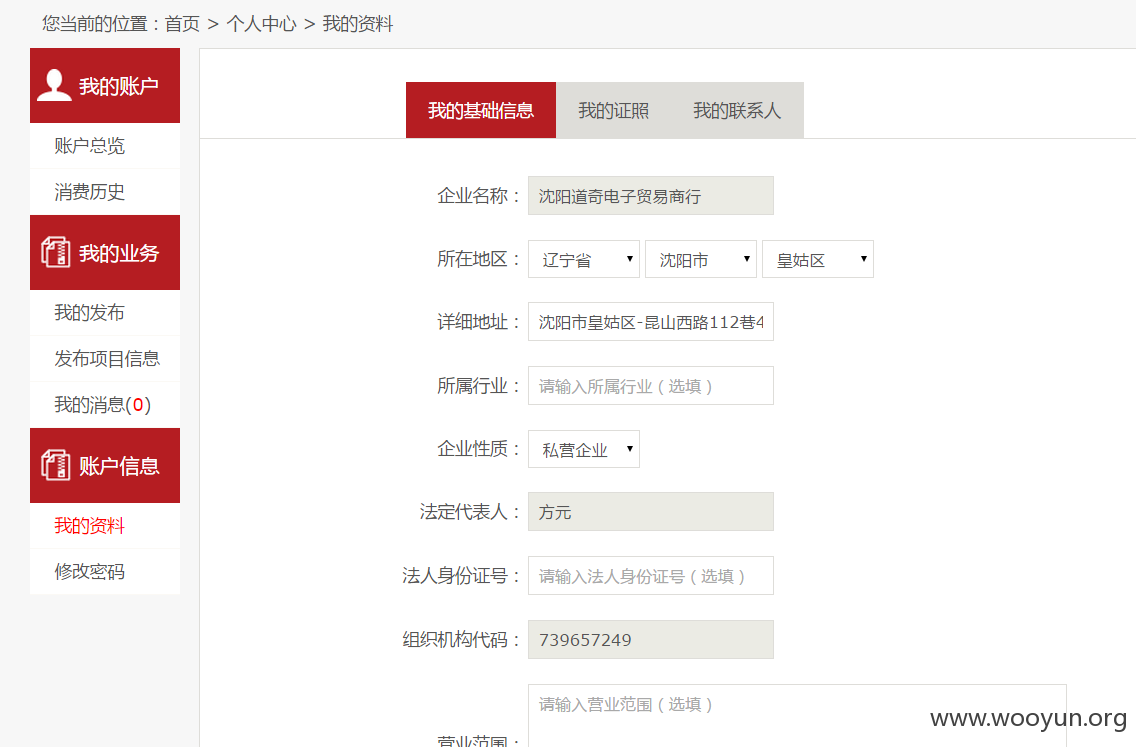 您当前的位置：首页 > 个人中心 > 我的资料
我的账户
账户总览
消费历史
我的业务
我的发布
发布项目信息
我的消息(0)
账户信息
我的资料
修改密码
我的基础信息 我的证照 我的联系人
企业名称： 沈阳道奇电子贸易商行
所在地区： 辽宁省 沈阳市 皇姑区
详细地址： 沈阳市皇姑区-昆山西路112巷4
所属行业： 请输入所属行业（选填）
企业性质： 私营企业
法定代表人： 方元
法人身份证号： 请输入法人身份证号（选填）
组织机构代码： 739657249
请输入营业范围（选填）
营业范围：
www.wooyun.org